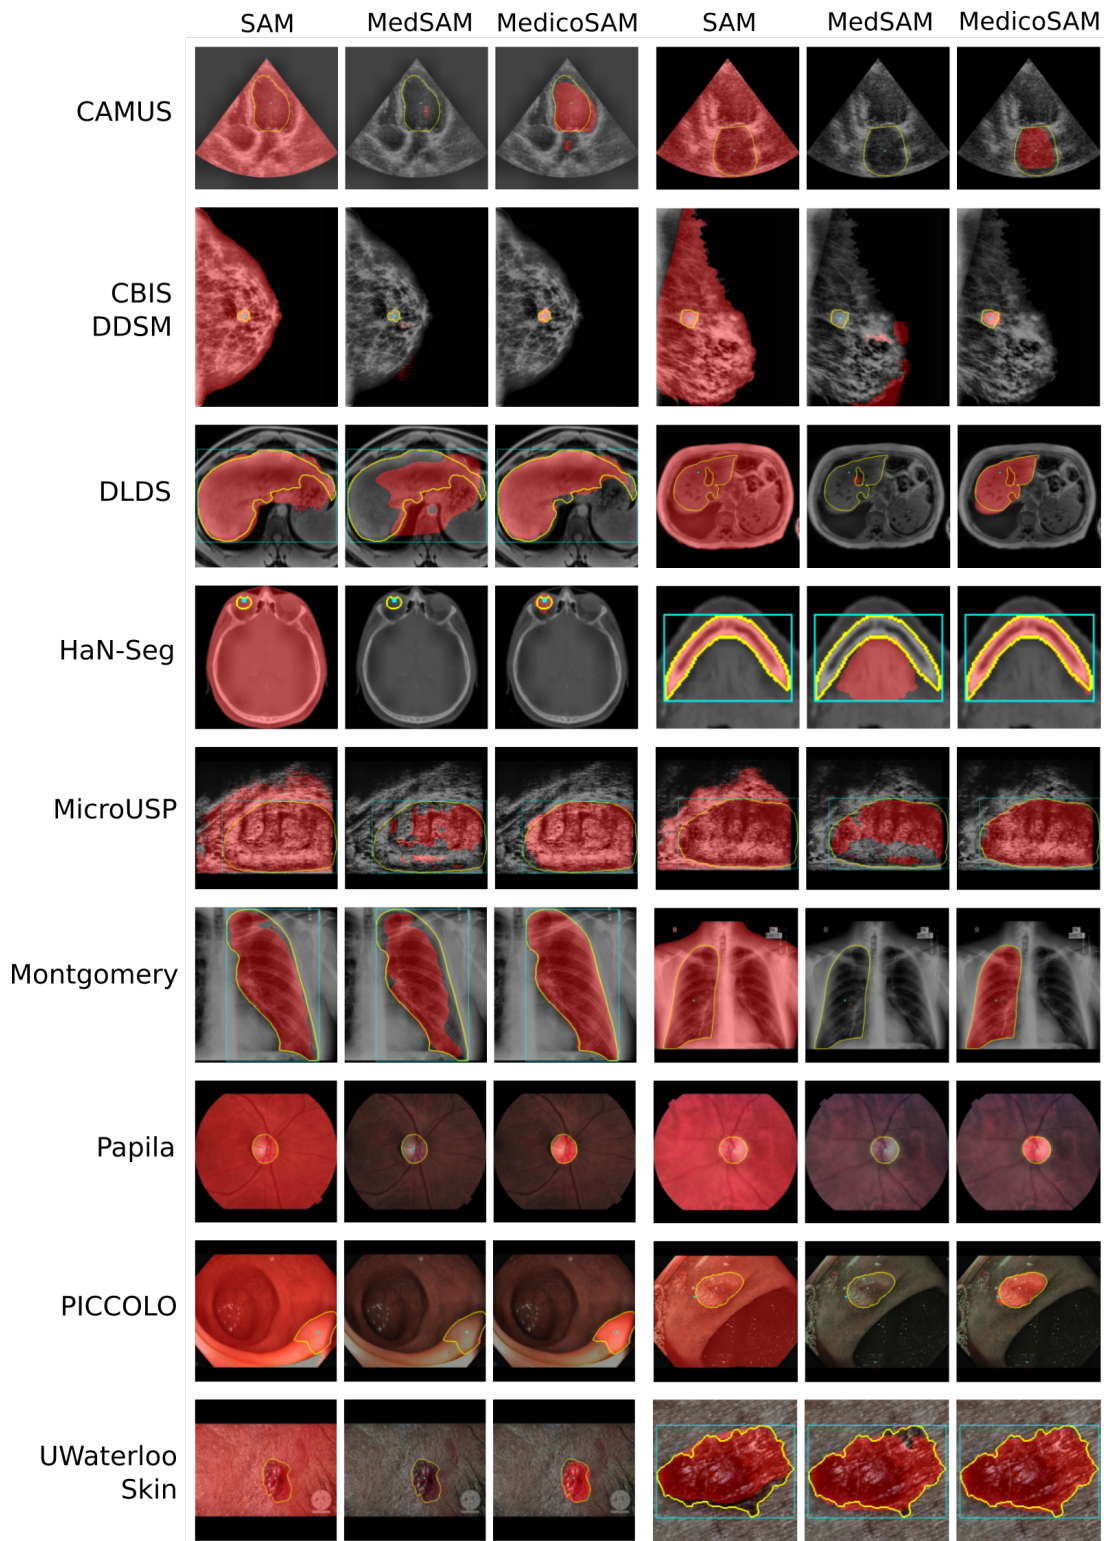 SAM MedSAM MedicoSAM SAM MedSAM MedicoSAM
CAMUS
CBIS
DDSM
DLDS
HaN-Seg
MicroUSP
Montgomery
Papila
PICCOLO
UWaterloo
Skin